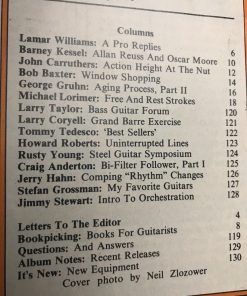 Columns
Lamar Williams: A Pro Replies 6
Barney Kessel: Allan Reuss And Oscar Moore 10
John Carruthers: Action Height At The Nut 12
Bob Baxter: Window Shopping 14
George Gruhn: Aging Process, Part II 16
Michael Lorimer: Free And Rest Strokes 18
Larry Taylor: Bass Guitar Forum 120
Larry Coryell: Grand Barre Exercise 121
Tommy Tedesco: 'Best Sellers' 122
Howard Roberts: Uninterrupted Lines 123
Rusty Young: Steel Guitar Symposium 124
Craig Anderton: Bi-Filter Follower, Part I 125
Jerry Hahn: Comping "Rhythm" Changes 126
Stefan Grossman: My Favorite Guitars 127
Jimmy Stewart: Intro To Orchestration 128
Letters To The Editor 4
Bookpicking: Books For Guitarists 8
Questions: And Answers 119
Album Notes: Recent Releases 129
It's New: New Equipment 130
Cover photo by Neil Zlozower